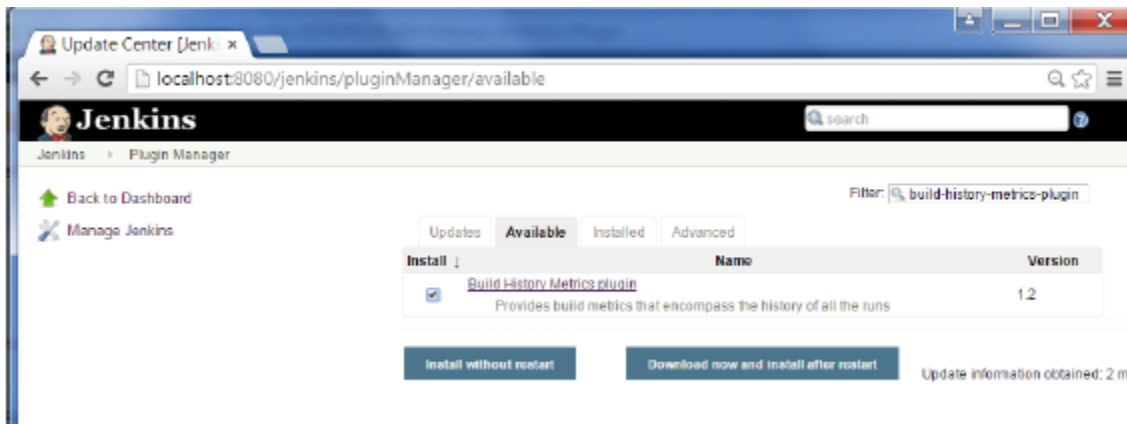 Update Center [Jenki
localhost:8080/jenkins/pluginManager/available
Jenkins
search
Jenkins Plugin Manager
Back to Dashboard
Manage Jenkins
Filter: build-history-metrics-plugin
Updates Available Installed Advanced
Install ↓ Name Version
Build History Metrics plugin
Provides build metrics that encompass the history of all the runs
1.2
Install without restart Download now and install after restart
Update information obtained: 2 m